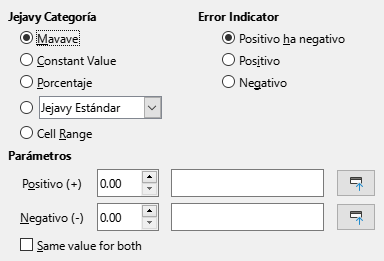 Jejavy Categoría
Mavave
Constant Value
Porcentaje
Jejavy Estándar
Cell Range
Error Indicator
Positivo ha negativo
Positivo
Negativo
Parámetros
Positivo (+) 0.00
Negativo (-) 0.00
Same value for both